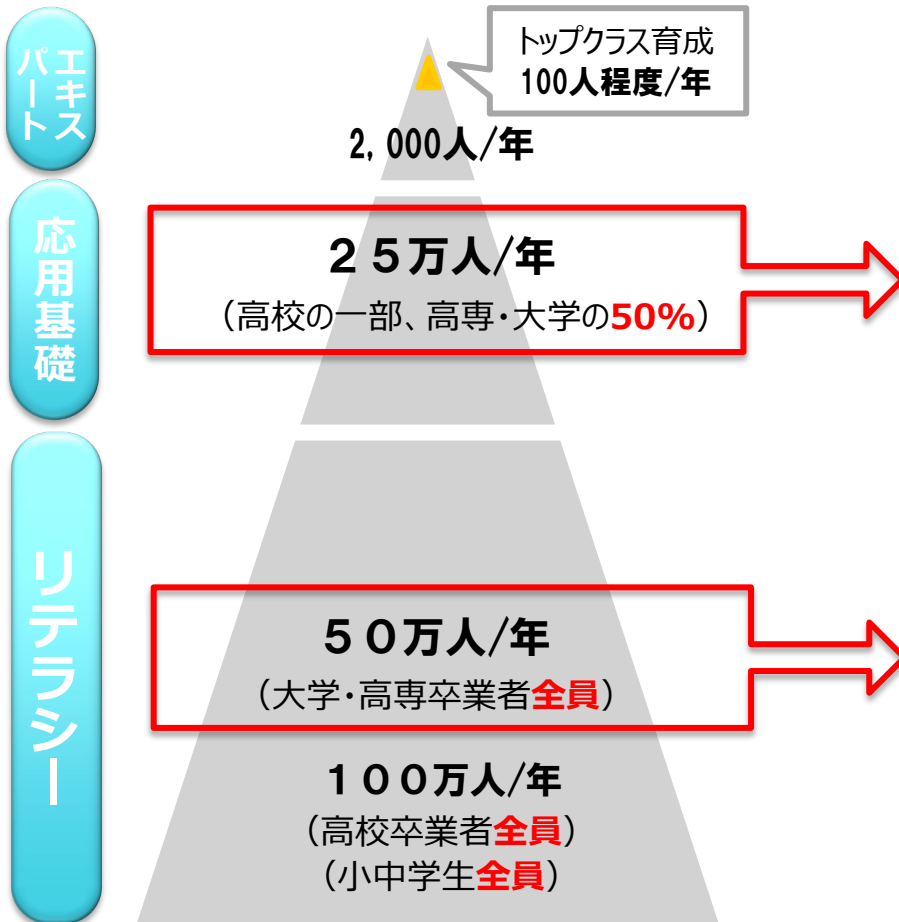 エキスパート
トップクラス育成
100人程度/年
2,000人/年
応用基礎
２５万人/年
（高校の一部、高専・大学の50%）
リテラシー
５０万人/年
（大学・高専卒業者全員）
１００万人/年
（高校卒業者全員）
（小中学生全員）